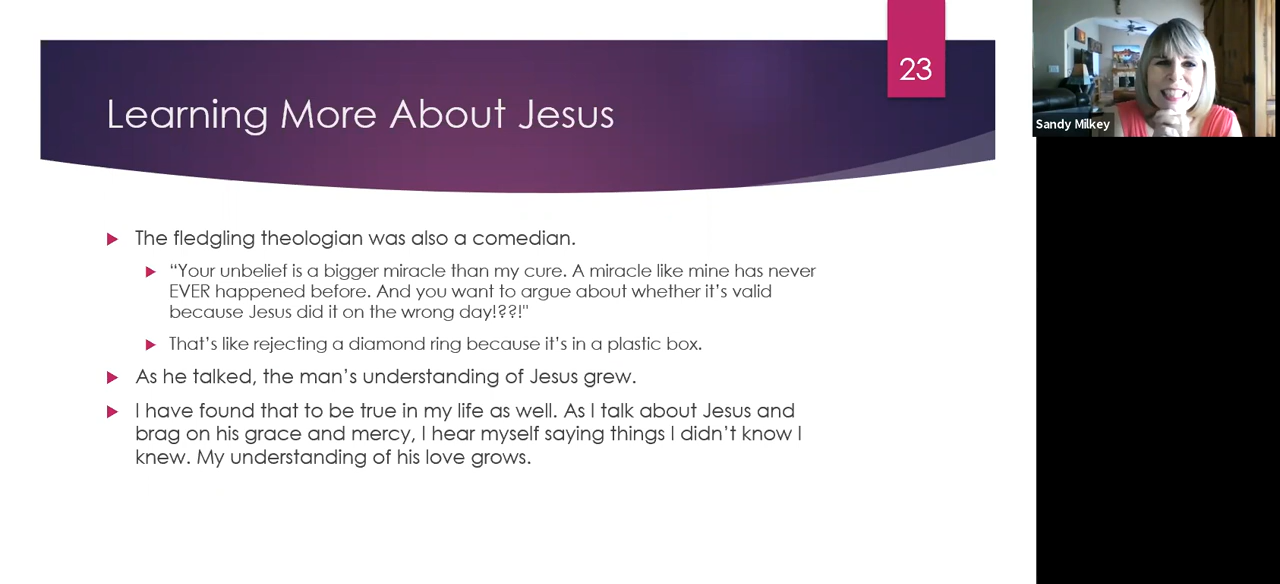 23
Learning More About Jesus
Sandy Milkey
The fledgling theologian was also a comedian.
“Your unbelief is a bigger miracle than my cure. A miracle like mine has never
EVER happened before. And you want to argue about whether it’s valid
because Jesus did it on the wrong day!??!"
That’s like rejecting a diamond ring because it’s in a plastic box.
As he talked, the man’s understanding of Jesus grew.
I have found that to be true in my life as well. As I talk about Jesus and
brag on his grace and mercy, I hear myself saying things I didn’t know I
knew. My understanding of his love grows.